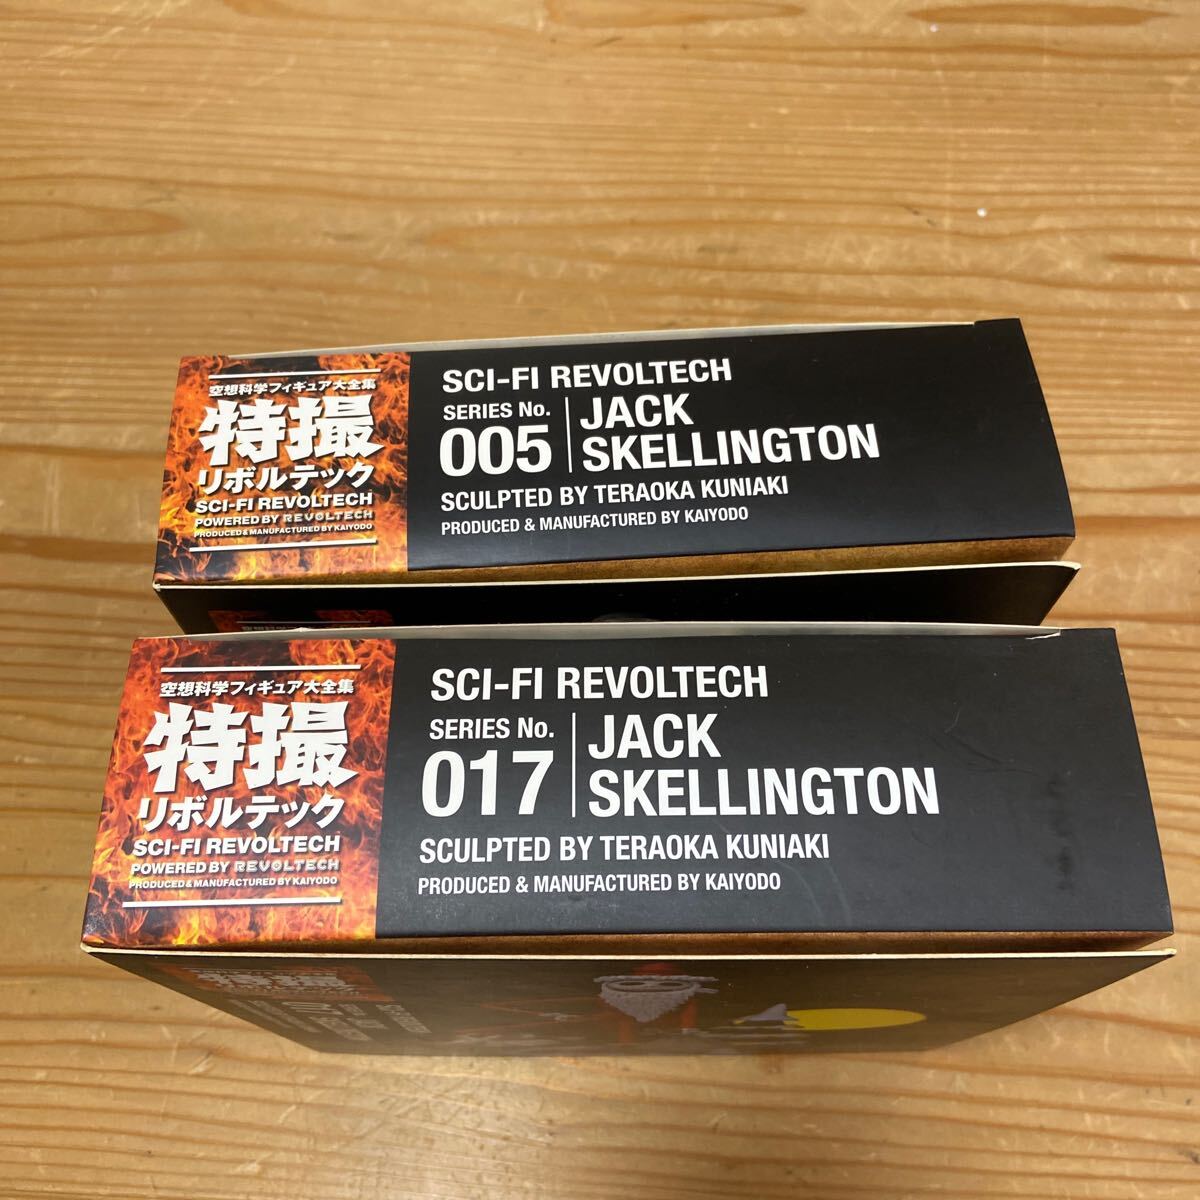 空想科学フィギュア大全集
特撮
リボルテック
SCI-FI REVOLTECH
POWERED BY REVOLTECH
PRODUCED & MANUFACTURED BY KAIYODO
SCI-FI REVOLTECH
SERIES No.
005
JACK
SKELLINGTON
SCULPTED BY TERAOKA KUNIAKI
PRODUCED & MANUFACTURED BY KAIYODO
空想科学フィギュア大全集
特撮
リボルテック
SCI-FI REVOLTECH
POWERED BY REVOLTECH
PRODUCED & MANUFACTURED BY KAIYODO
SCI-FI REVOLTECH
SERIES No.
017
JACK
SKELLINGTON
SCULPTED BY TERAOKA KUNIAKI
PRODUCED & MANUFACTURED BY KAIYODO